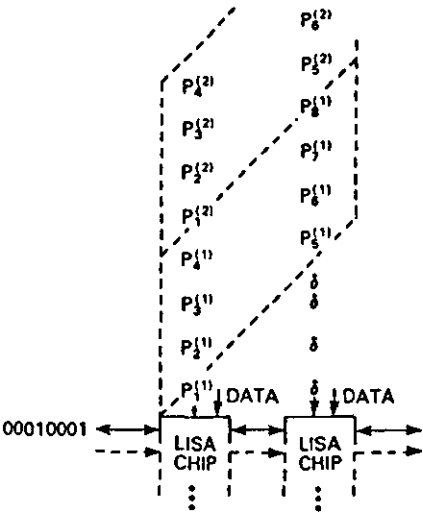 P₆⁽²⁾
P₄⁽²⁾ P₅⁽²⁾
P₃⁽²⁾ P₈⁽¹⁾
P₂⁽²⁾ P₇⁽¹⁾
P₁⁽²⁾ P₆⁽¹⁾
P₄⁽¹⁾ P₅⁽¹⁾
P₃⁽¹⁾
P₂⁽¹⁾
P₁⁽¹⁾ DATA DATA
00010001
LISA CHIP
LISA CHIP